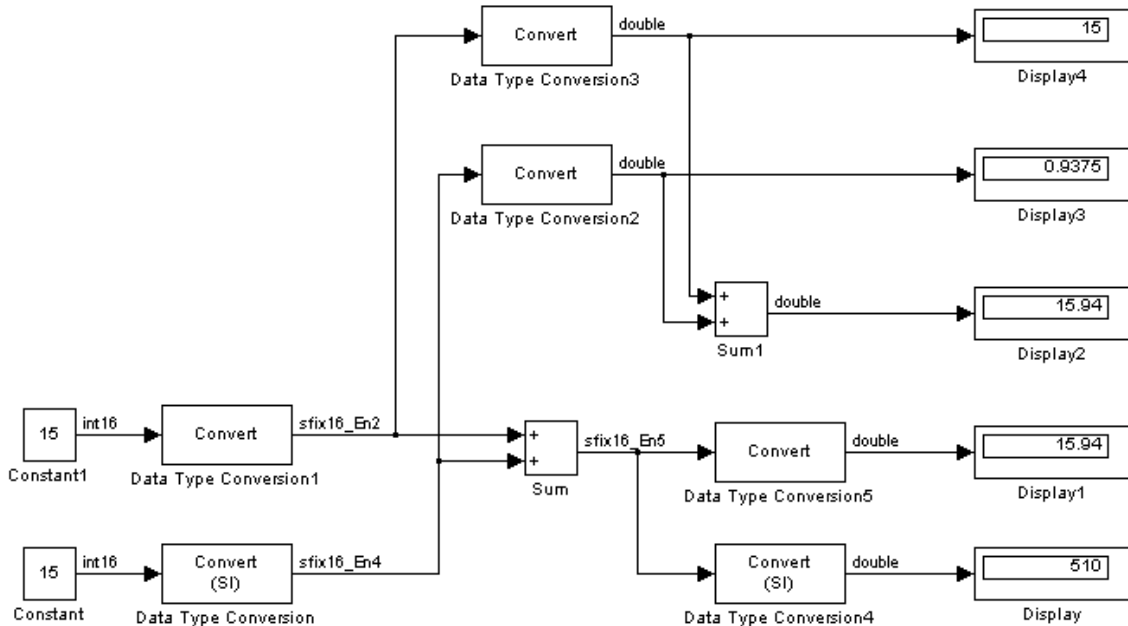 Convert
double
15
Data Type Conversion3
Display4
Convert
double
0.9375
Data Type Conversion2
Display3
+
+
double
15.94
Sum1
Display2
15
int16
Convert
sfix16_En2
+
+
sfix16_En5
Convert
double
15.94
Constant1
Data Type Conversion1
Sum
Data Type Conversion5
Display1
15
int16
Convert
(SI)
sfix16_En4
Convert
(SI)
double
510
Constant
Data Type Conversion
Data Type Conversion4
Display